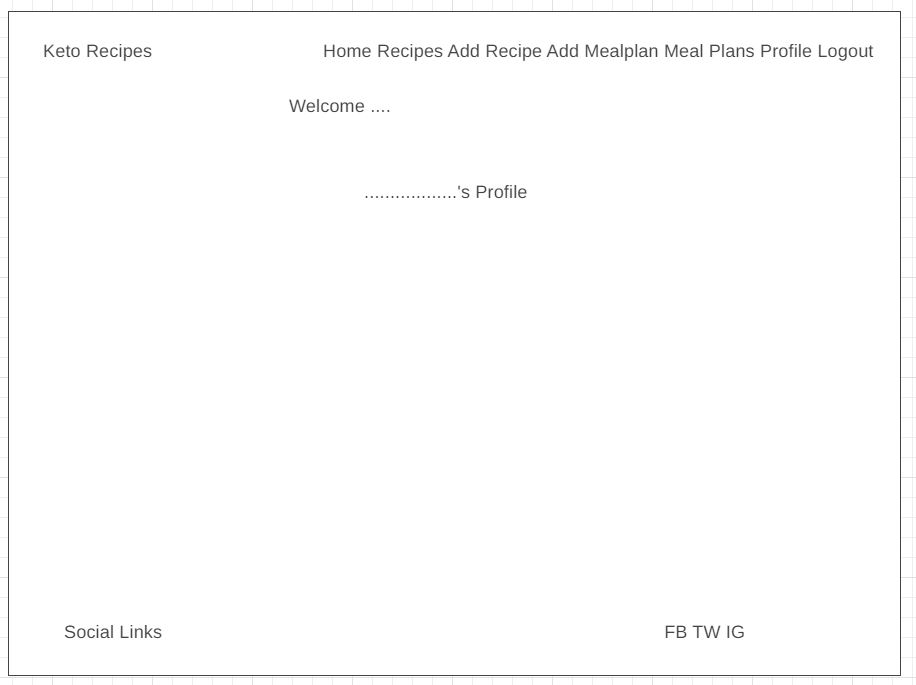 Keto Recipes Home Recipes Add Recipe Add Mealplan Meal Plans Profile Logout
Welcome ....
..................'s Profile
Social Links FB TW IG